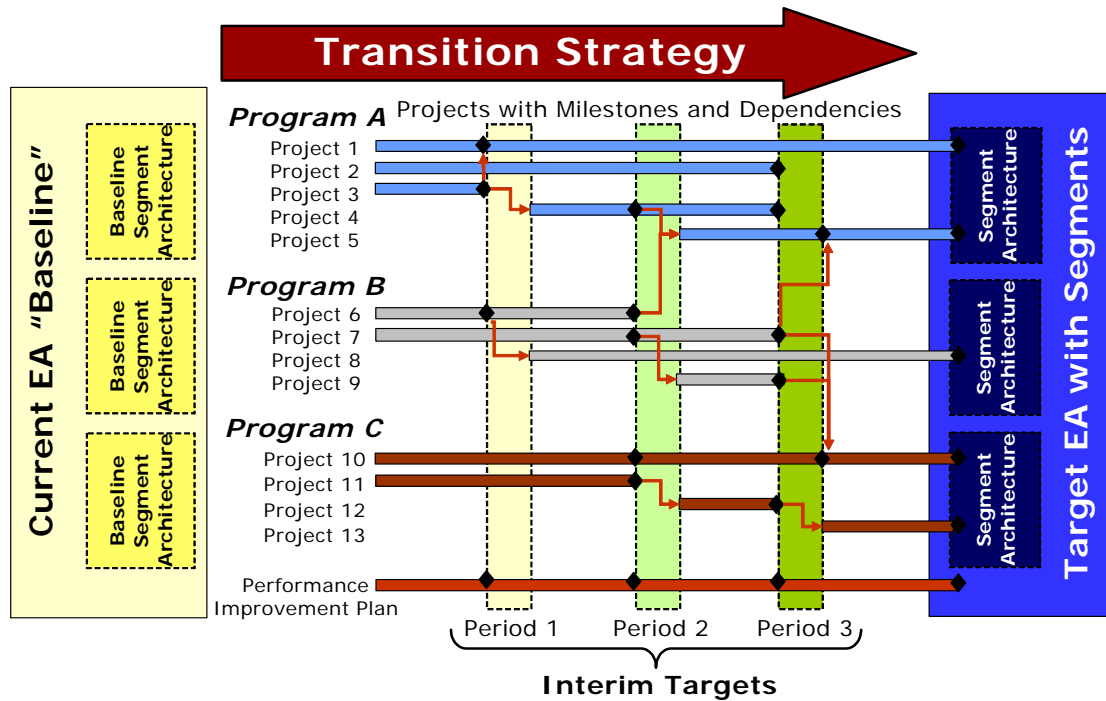 Transition Strategy
Projects with Milestones and Dependencies
Current EA “Baseline”
Baseline
Segment
Architecture
Baseline
Segment
Architecture
Baseline
Segment
Architecture
Program A
Project 1
Project 2
Project 3
Project 4
Project 5
Program B
Project 6
Project 7
Project 8
Project 9
Program C
Project 10
Project 11
Project 12
Project 13
Performance
Improvement Plan
Period 1
Period 2
Period 3
Interim Targets
Segment
Architecture
Segment
Architecture
Segment
Architecture
Target EA with Segments